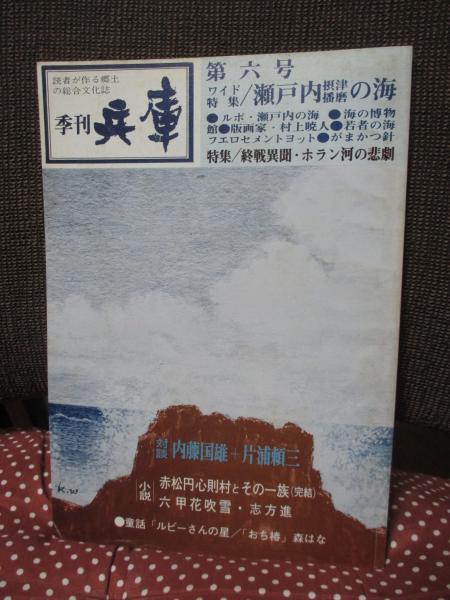 読者が作る郷土
の総合文化誌
季刊 兵庫
第六号
ワイド特集/瀬戸内摂津播磨の海
●ルポ・瀬戸内の海 ●海の博物
館●版画家・村上暁人●若者の海
フエロセメントヨット●がまかつ針
特集/終戦異聞・ホラン河の悲劇
対談 内藤国雄+片浦頼三
小説 赤松円心則村とその一族(完結)
六甲花吹雪・志方進
●童話「ルビーさんの星/「おち椿」森はな
K.W